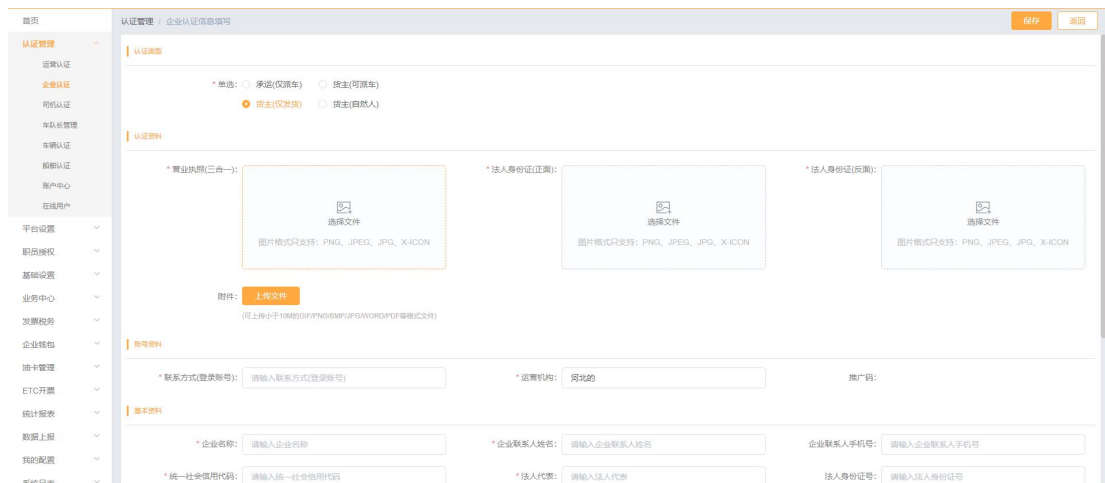 首页
认证管理
运营认证
企业认证
司机认证
车队长管理
车辆认证
船舶认证
账户中心
在线用户
平台设置
职员授权
基础设置
业务中心
发票税务
企业钱包
油卡管理
ETC开票
统计报表
数据上报
我的配置
系统日志
认证管理 / 企业认证信息填写
保存 返回
认证类型
* 单选: 承运(仅派车) 货主(可派车)
货主(仅发货) 货主(自然人)
认证资料
* 营业执照(三合一): * 法人身份证(正面): * 法人身份证(反面):
选择文件 选择文件 选择文件
图片格式只支持：PNG、JPEG、JPG、X-ICON 图片格式只支持：PNG、JPEG、JPG、X-ICON 图片格式只支持：PNG、JPEG、JPG、X-ICON
附件: 上传文件
(可上传小于10M的GIF/PNG/BMP/JPG/WORD/PDF等格式文件)
账号资料
* 联系方式(登录账号): 请输入联系方式(登录账号) * 运营机构: 河北的 推广码:
基本资料
* 企业名称: 请输入企业名称 * 企业联系人姓名: 请输入企业联系人姓名 企业联系人手机号: 请输入企业联系人手机号
* 统一社会信用代码: 请输入统一社会信用代码 * 法人代表: 请输入法人代表 法人身份证号: 请输入法人身份证号